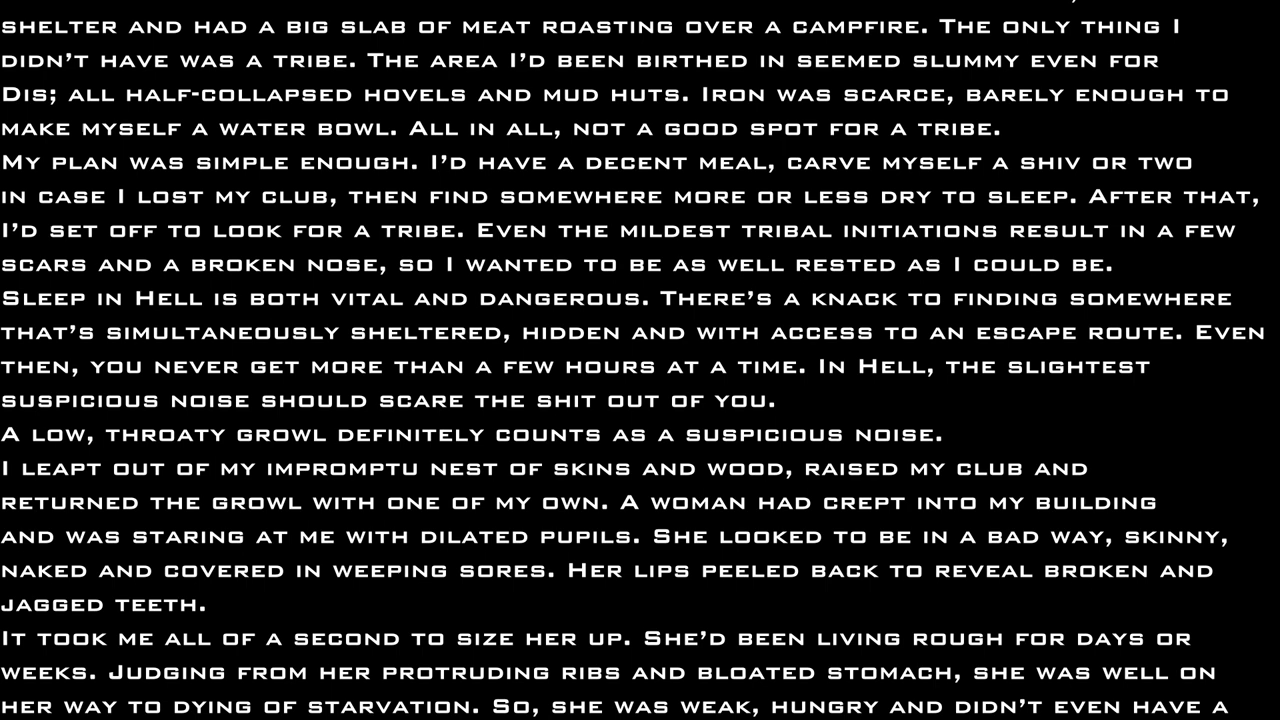 shelter and had a big slab of meat roasting over a campfire. The only thing I
didn't have was a tribe. The area I'd been birthed in seemed slummy even for
Dis; all half-collapsed hovels and mud huts. Iron was scarce, barely enough to
make myself a water bowl. All in all, not a good spot for a tribe.
My plan was simple enough. I'd have a decent meal, carve myself a shiv or two
in case I lost my club, then find somewhere more or less dry to sleep. After that,
I'd set off to look for a tribe. Even the mildest tribal initiations result in a few
scars and a broken nose, so I wanted to be as well rested as I could be.
Sleep in Hell is both vital and dangerous. There's a knack to finding somewhere
that's simultaneously sheltered, hidden and with access to an escape route. Even
then, you never get more than a few hours at a time. In Hell, the slightest
suspicious noise should scare the shit out of you.
A low, throaty growl definitely counts as a suspicious noise.
I leapt out of my impromptu nest of skins and wood, raised my club and
returned the growl with one of my own. A woman had crept into my building
and was staring at me with dilated pupils. She looked to be in a bad way, skinny,
naked and covered in weeping sores. Her lips peeled back to reveal broken and
jagged teeth.
It took me all of a second to size her up. She'd been living rough for days or
weeks. Judging from her protruding ribs and bloated stomach, she was well on
her way to dying of starvation. So, she was weak, hungry and didn't even have a